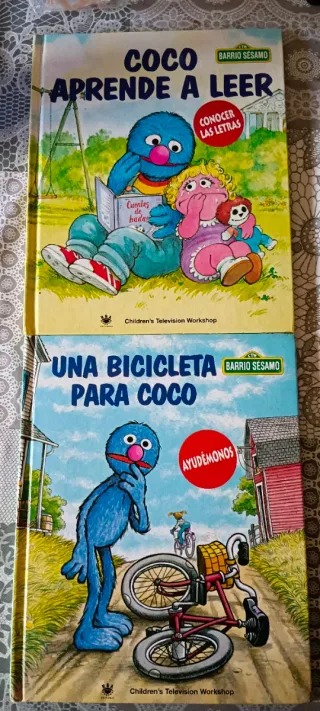 COCO
APRENDE A LEER
BARRIO SÉSAMO
CONOCER
LAS LETRAS
Cuentos de
hadas
Children's Television Workshop
UNA BICICLETA
PARA COCO
BARRIO SÉSAMO
AYUDÉMONOS
Children's Television Workshop